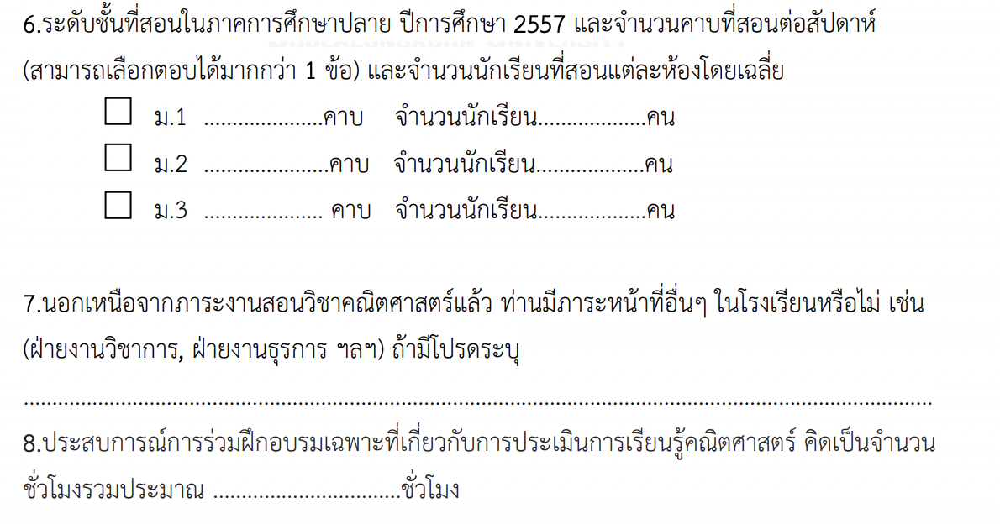 6.ระดับชั้นที่สอนในภาคการศึกษาปลาย ปีการศึกษา 2557 และจำนวนคาบที่สอนต่อสัปดาห์
(สามารถเลือกตอบได้มากกว่า 1 ข้อ) และจำนวนนักเรียนที่สอนแต่ละห้องโดยเฉลี่ย
ม.1 .....................คาบ จำนวนนักเรียน...................คน
ม.2 ......................คาบ จำนวนนักเรียน...................คน
ม.3 ..................... คาบ จำนวนนักเรียน...................คน
7.นอกเหนือจากภาระงานสอนวิชาคณิตศาสตร์แล้ว ท่านมีภาระหน้าที่อื่นๆ ในโรงเรียนหรือไม่ เช่น
(ฝ่ายงานวิชาการ, ฝ่ายงานธุรการ ฯลฯ) ถ้ามีโปรดระบุ
................................................................................................................................................................
8.ประสบการณ์การร่วมฝึกอบรมเฉพาะที่เกี่ยวกับการประเมินการเรียนรู้คณิตศาสตร์ คิดเป็นจำนวน
ชั่วโมงรวมประมาณ .................................ชั่วโมง